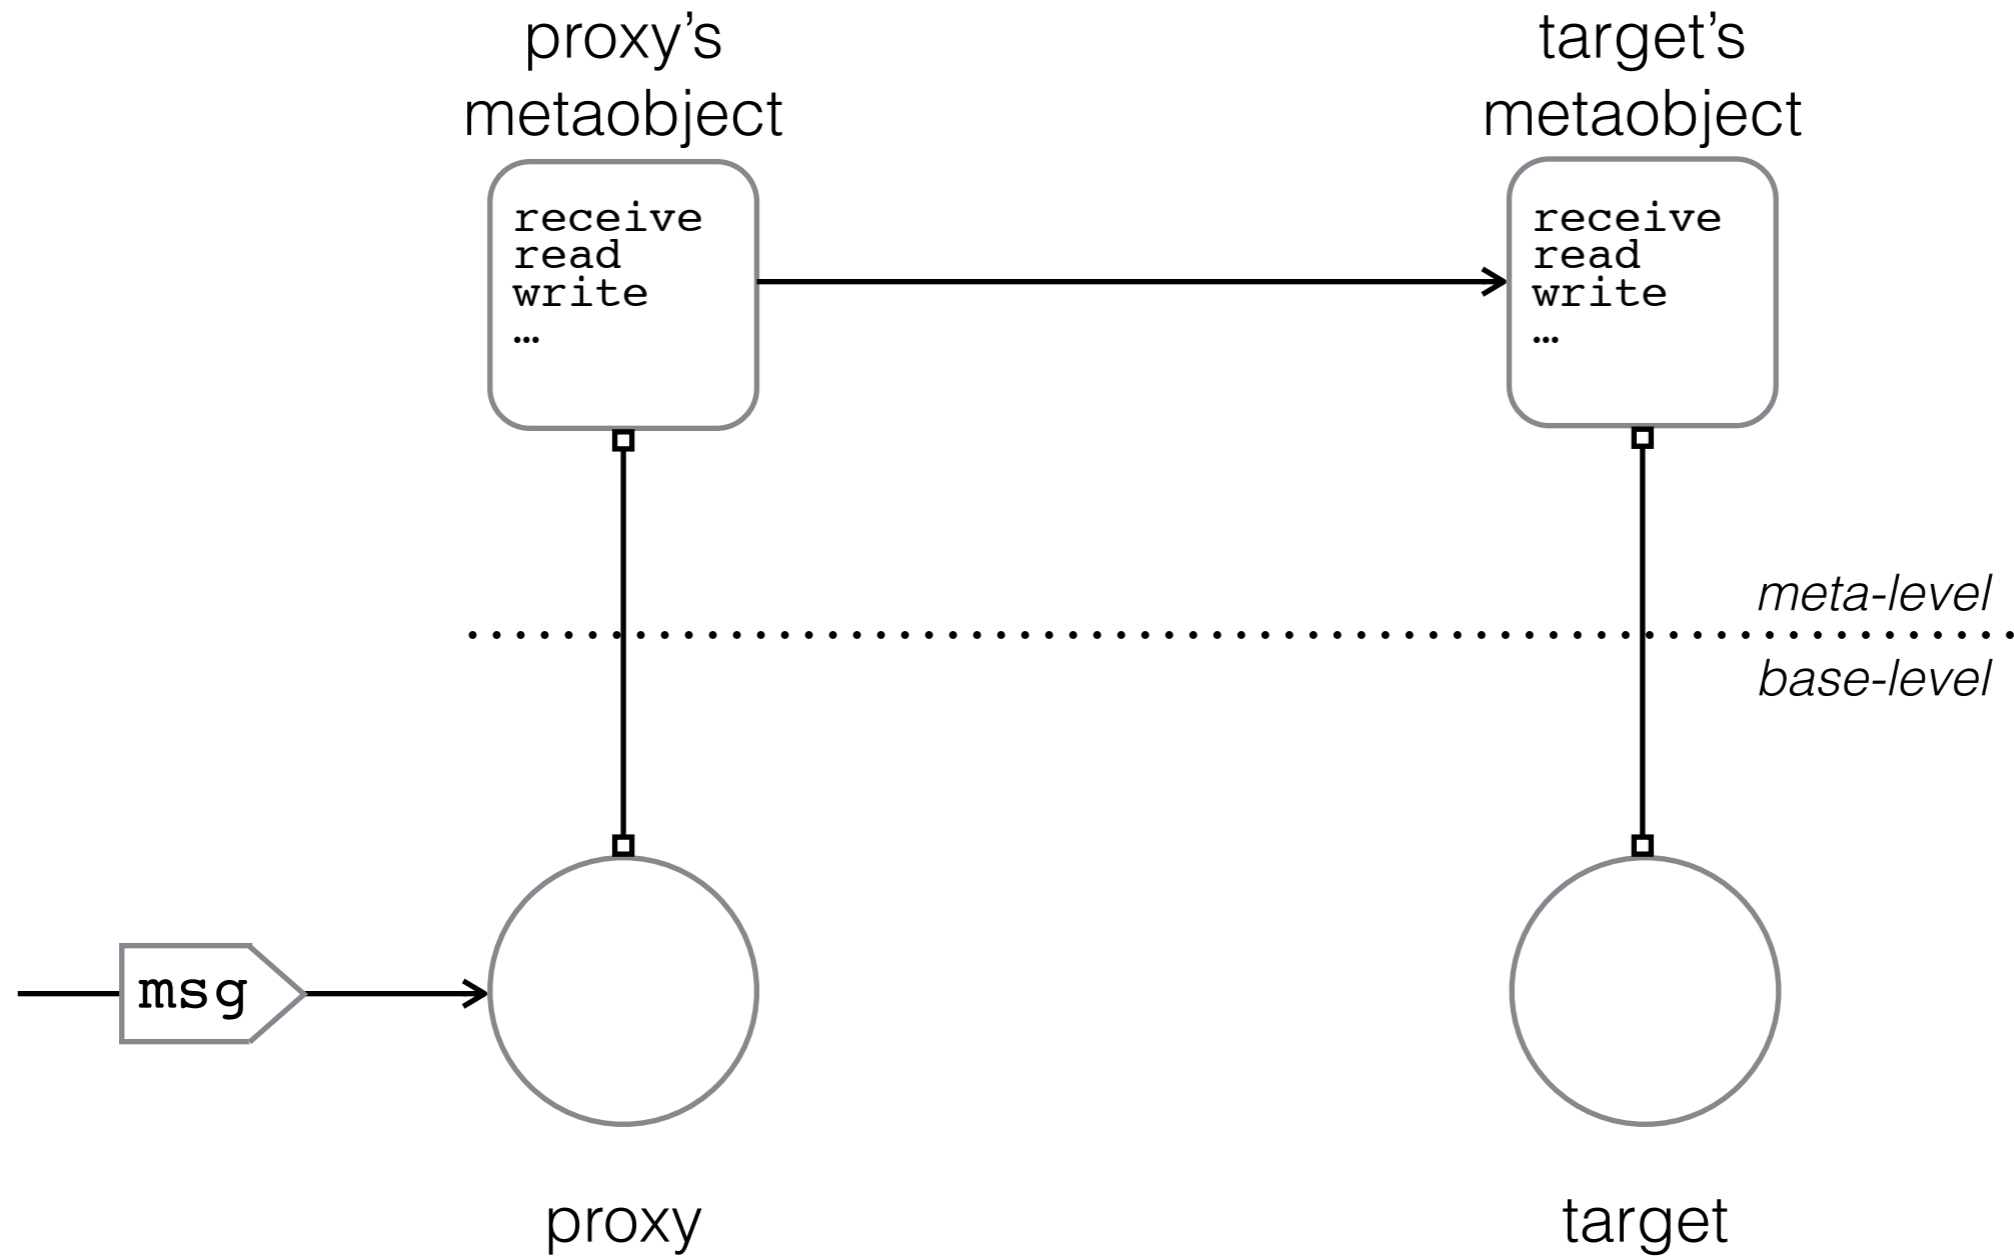 proxy’s
metaobject
target’s
metaobject
receive
read
write
…
receive
read
write
…
meta-level
base-level
msg
proxy
target